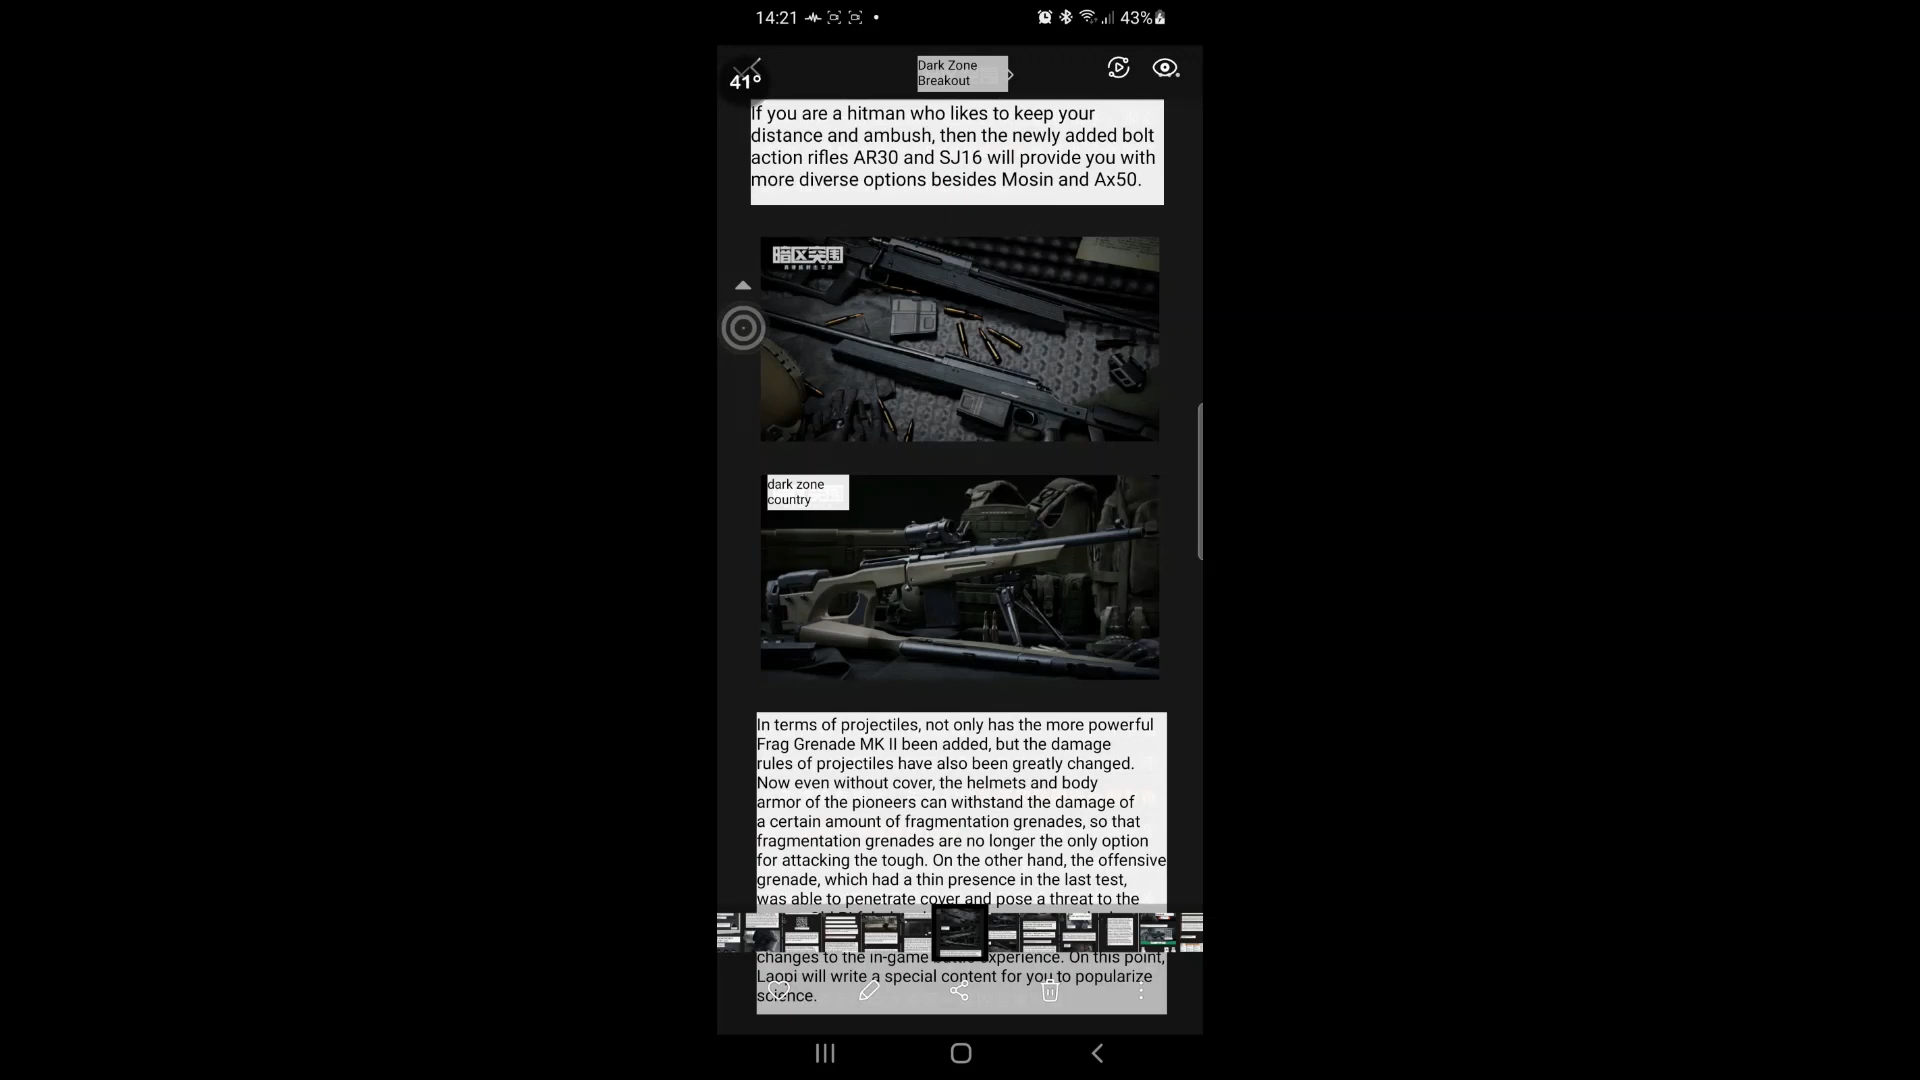 14:21
43%
41°
Dark Zone
Breakout
If you are a hitman who likes to keep your
distance and ambush, then the newly added bolt
action rifles AR30 and SJ16 will provide you with
more diverse options besides Mosin and Ax50.
暗区突围
dark zone
country
In terms of projectiles, not only has the more powerful
Frag Grenade MK II been added, but the damage
rules of projectiles have also been greatly changed.
Now even without cover, the helmets and body
armor of the pioneers can withstand the damage of
a certain amount of fragmentation grenades, so that
fragmentation grenades are no longer the only option
for attacking the tough. On the other hand, the offensive
grenade, which had a thin presence in the last test,
was able to penetrate cover and pose a threat to the
changes to the in-game battle experience. On this point,
Laopi will write a special content for you to popularize
science.